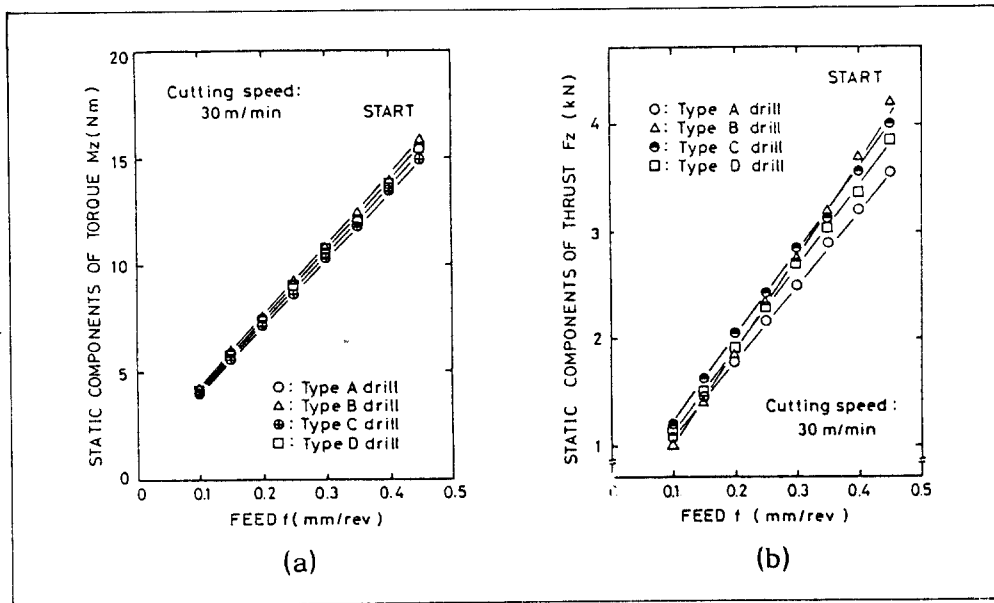 20
15
10
5
0
STATIC COMPONENTS OF TORQUE Mz (Nm)
Cutting speed:
30 m/min
START
○: Type A drill
△: Type B drill
⊕: Type C drill
□: Type D drill
0 0.1 0.2 0.3 0.4 0.5
FEED f (mm/rev)
(a)
4
3
2
1
STATIC COMPONENTS OF THRUST Fz (kN)
START
○: Type A drill
△: Type B drill
◓: Type C drill
□: Type D drill
Cutting speed:
30 m/min
0 0.1 0.2 0.3 0.4 0.5
FEED f (mm/rev)
(b)